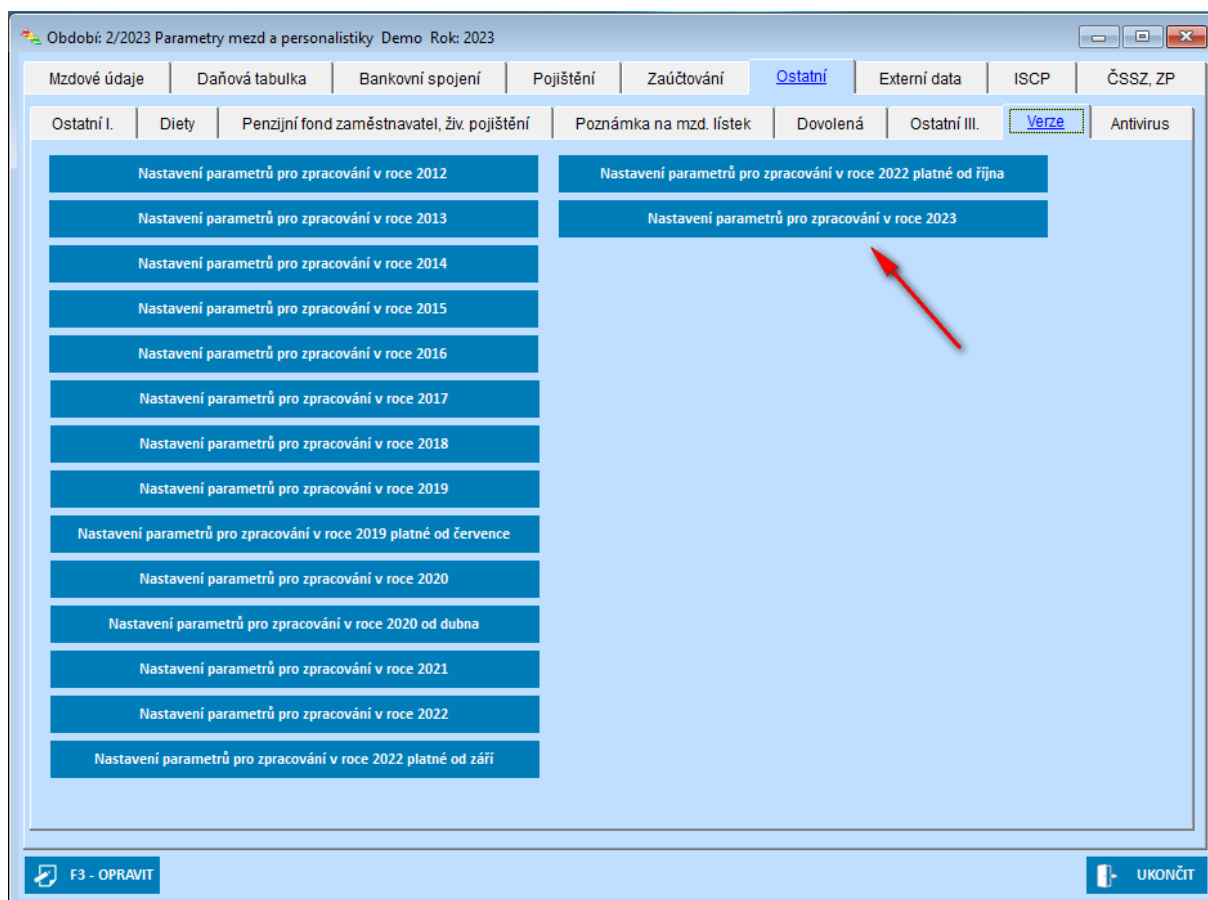 Období: 2/2023 Parametry mezd a personalistiky Demo Rok: 2023
Mzdové údaje Daňová tabulka Bankovní spojení Pojištění Zaúčtování Ostatní Externí data ISCP ČSSZ, ZP
Ostatní I. Diety Penzijní fond zaměstnavatel, živ. pojištění Poznámka na mzd. lístek Dovolená Ostatní III. Verze Antivirus
Nastavení parametrů pro zpracování v roce 2012
Nastavení parametrů pro zpracování v roce 2013
Nastavení parametrů pro zpracování v roce 2014
Nastavení parametrů pro zpracování v roce 2015
Nastavení parametrů pro zpracování v roce 2016
Nastavení parametrů pro zpracování v roce 2017
Nastavení parametrů pro zpracování v roce 2018
Nastavení parametrů pro zpracování v roce 2019
Nastavení parametrů pro zpracování v roce 2019 platné od července
Nastavení parametrů pro zpracování v roce 2020
Nastavení parametrů pro zpracování v roce 2020 od dubna
Nastavení parametrů pro zpracování v roce 2021
Nastavení parametrů pro zpracování v roce 2022
Nastavení parametrů pro zpracování v roce 2022 platné od září
Nastavení parametrů pro zpracování v roce 2022 platné od října
Nastavení parametrů pro zpracování v roce 2023
F3 - OPRAVIT
UKONČIT